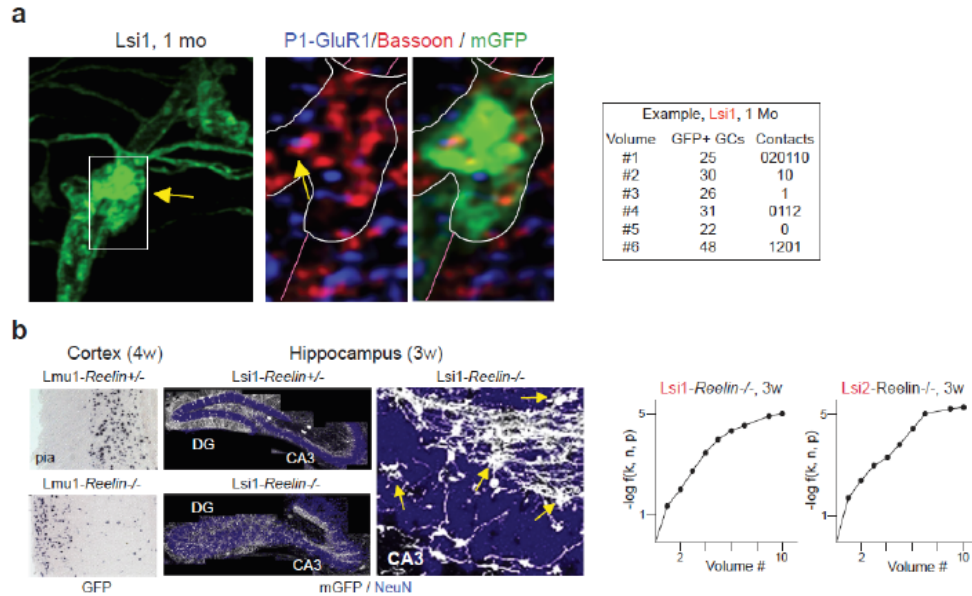 a
Lsi1, 1 mo
P1-GluR1/Bassoon / mGFP
Example, Lsi1, 1 Mo
Volume GFP+ GCs Contacts
#1 25 020110
#2 30 10
#3 26 1
#4 31 0112
#5 22 0
#6 48 1201
b
Cortex (4w)
Hippocampus (3w)
Lmu1-Reelin+/-
Lsi1-Reelin+/-
Lsi1-Reelin-/-
pia
DG
CA3
Lmu1-Reelin-/-
Lsi1-Reelin-/-
DG
CA3
CA3
GFP
mGFP / NeuN
Lsi1-Reelin-/-, 3w
-log f(k, n, p)
5
1
2
10
Volume #
Lsi2-Reelin-/-, 3w
-log f(k, n, p)
5
1
2
10
Volume #